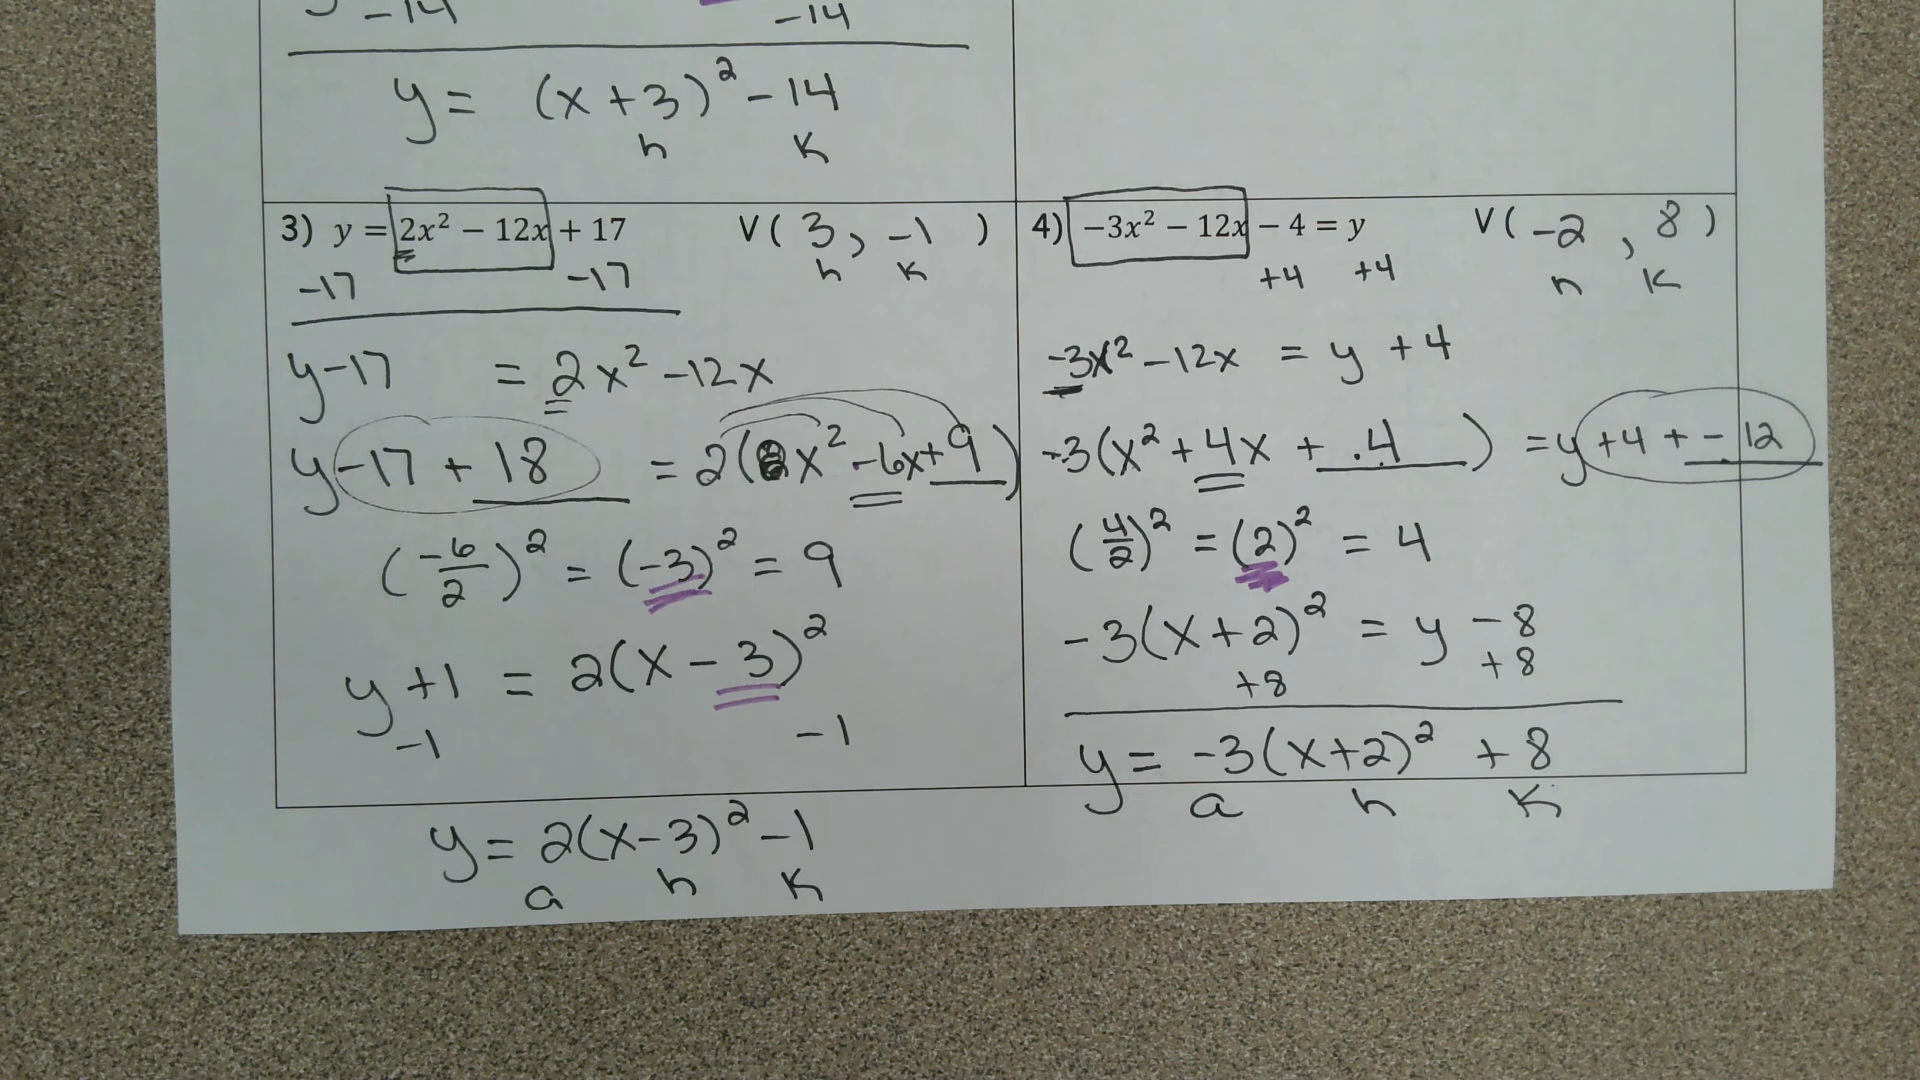 -14 -14
y = (x+3)² -14
h k
3) y = 2x² − 12x + 17 V( 3, -1 )
-17 -17 h k
y-17 = 2x² -12x
y-17 + 18 = 2(x² -6x+9)
(-6/2)² = (-3)² = 9
y+1 = 2(x-3)²
-1 -1
y = 2(x-3)² -1
a h k
4) −3x² − 12x − 4 = y V( -2, 8 )
+4 +4 h k
-3x² -12x = y +4
-3(x² +4x + .4) = y+4 + -12
(4/2)² = (2)² = 4
-3(x+2)² = y -8
+8 +8
y = -3(x+2)² +8
a h k